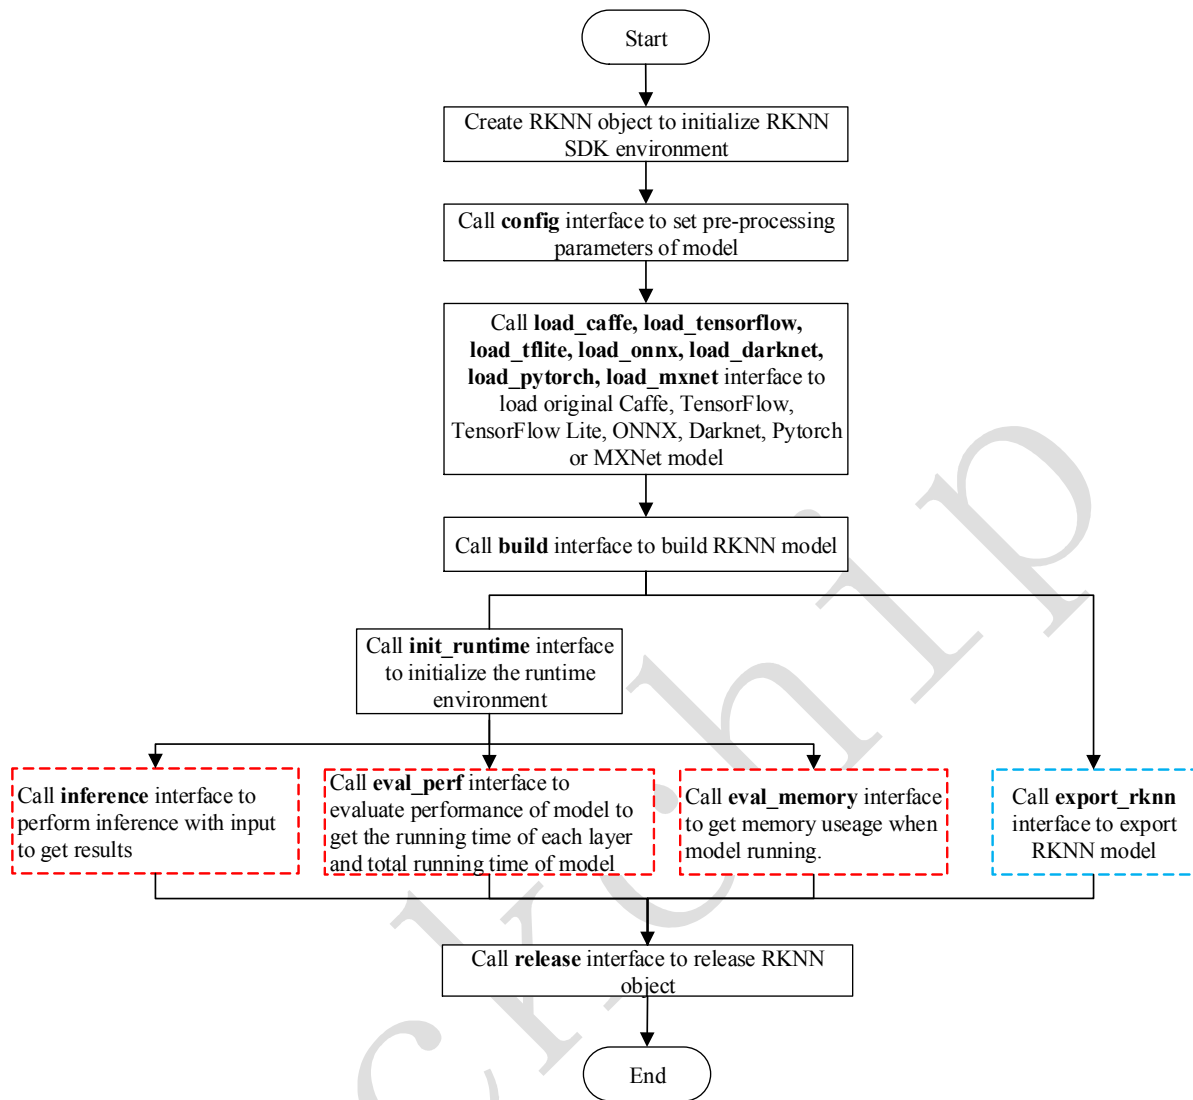 Start
Create RKNN object to initialize RKNN
SDK environment
Call config interface to set pre-processing
parameters of model
Call load_caffe, load_tensorflow,
load_tflite, load_onnx, load_darknet,
load_pytorch, load_mxnet interface to
load original Caffe, TensorFlow,
TensorFlow Lite, ONNX, Darknet, Pytorch
or MXNet model
Call build interface to build RKNN model
Call init_runtime interface
to initialize the runtime
environment
Call inference interface to
perform inference with input
to get results
Call eval_perf interface to
evaluate performance of model to
get the running time of each layer
and total running time of model
Call eval_memory interface
to get memory useage when
model running.
Call export_rknn
interface to export
RKNN model
Call release interface to release RKNN
object
End
ckchip